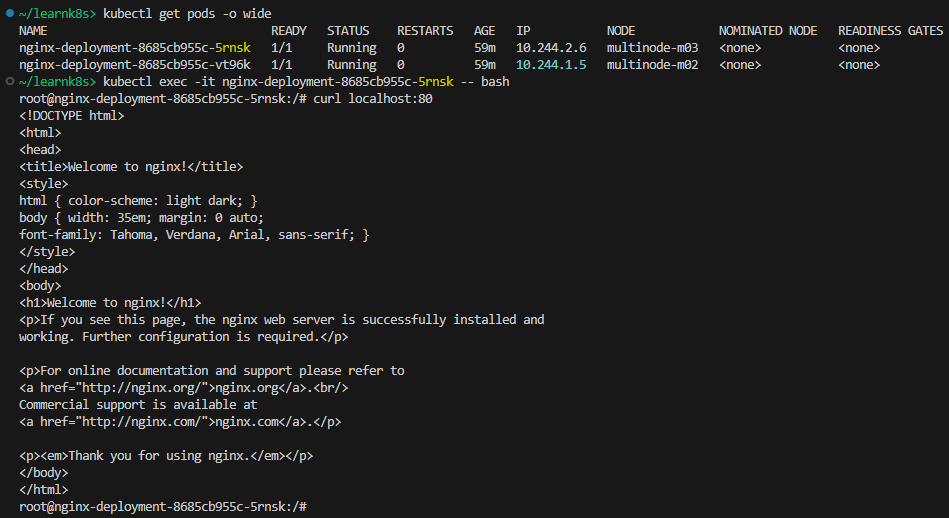 ~/learnk8s> kubectl get pods -o wide
NAME                                READY   STATUS    RESTARTS   AGE   IP           NODE            NOMINATED NODE   READINESS GATES
nginx-deployment-8685cb955c-5rnsk   1/1     Running   0          59m   10.244.2.6   multinode-m03   <none>           <none>
nginx-deployment-8685cb955c-vt96k   1/1     Running   0          59m   10.244.1.5   multinode-m02   <none>           <none>
~/learnk8s> kubectl exec -it nginx-deployment-8685cb955c-5rnsk -- bash
root@nginx-deployment-8685cb955c-5rnsk:/# curl localhost:80
<!DOCTYPE html>
<html>
<head>
<title>Welcome to nginx!</title>
<style>
html { color-scheme: light dark; }
body { width: 35em; margin: 0 auto;
font-family: Tahoma, Verdana, Arial, sans-serif; }
</style>
</head>
<body>
<h1>Welcome to nginx!</h1>
<p>If you see this page, the nginx web server is successfully installed and
working. Further configuration is required.</p>

<p>For online documentation and support please refer to
<a href="http://nginx.org/">nginx.org</a>.<br/>
Commercial support is available at
<a href="http://nginx.com/">nginx.com</a>.</p>

<p><em>Thank you for using nginx.</em></p>
</body>
</html>
root@nginx-deployment-8685cb955c-5rnsk:/#